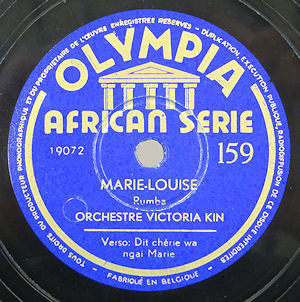 TOUS DROITS DU PRODUCTEUR PHONOGRAPHIQUE ET DU PROPRIETAIRE DE L'ŒUVRE ENREGISTREE RESERVES - DUPLICATION, EXECUTION PUBLIQUE, RADIODIFFUSION DE CE DISQUE INTERDITES
OLYMPIA
AFRICAN SERIE
19072
159
MARIE-LOUISE
Rumba
ORCHESTRE VICTORIA KIN
Verso: Dit chérie wa
ngai Marie
- FABRIQUÉ EN BELGIQUE -